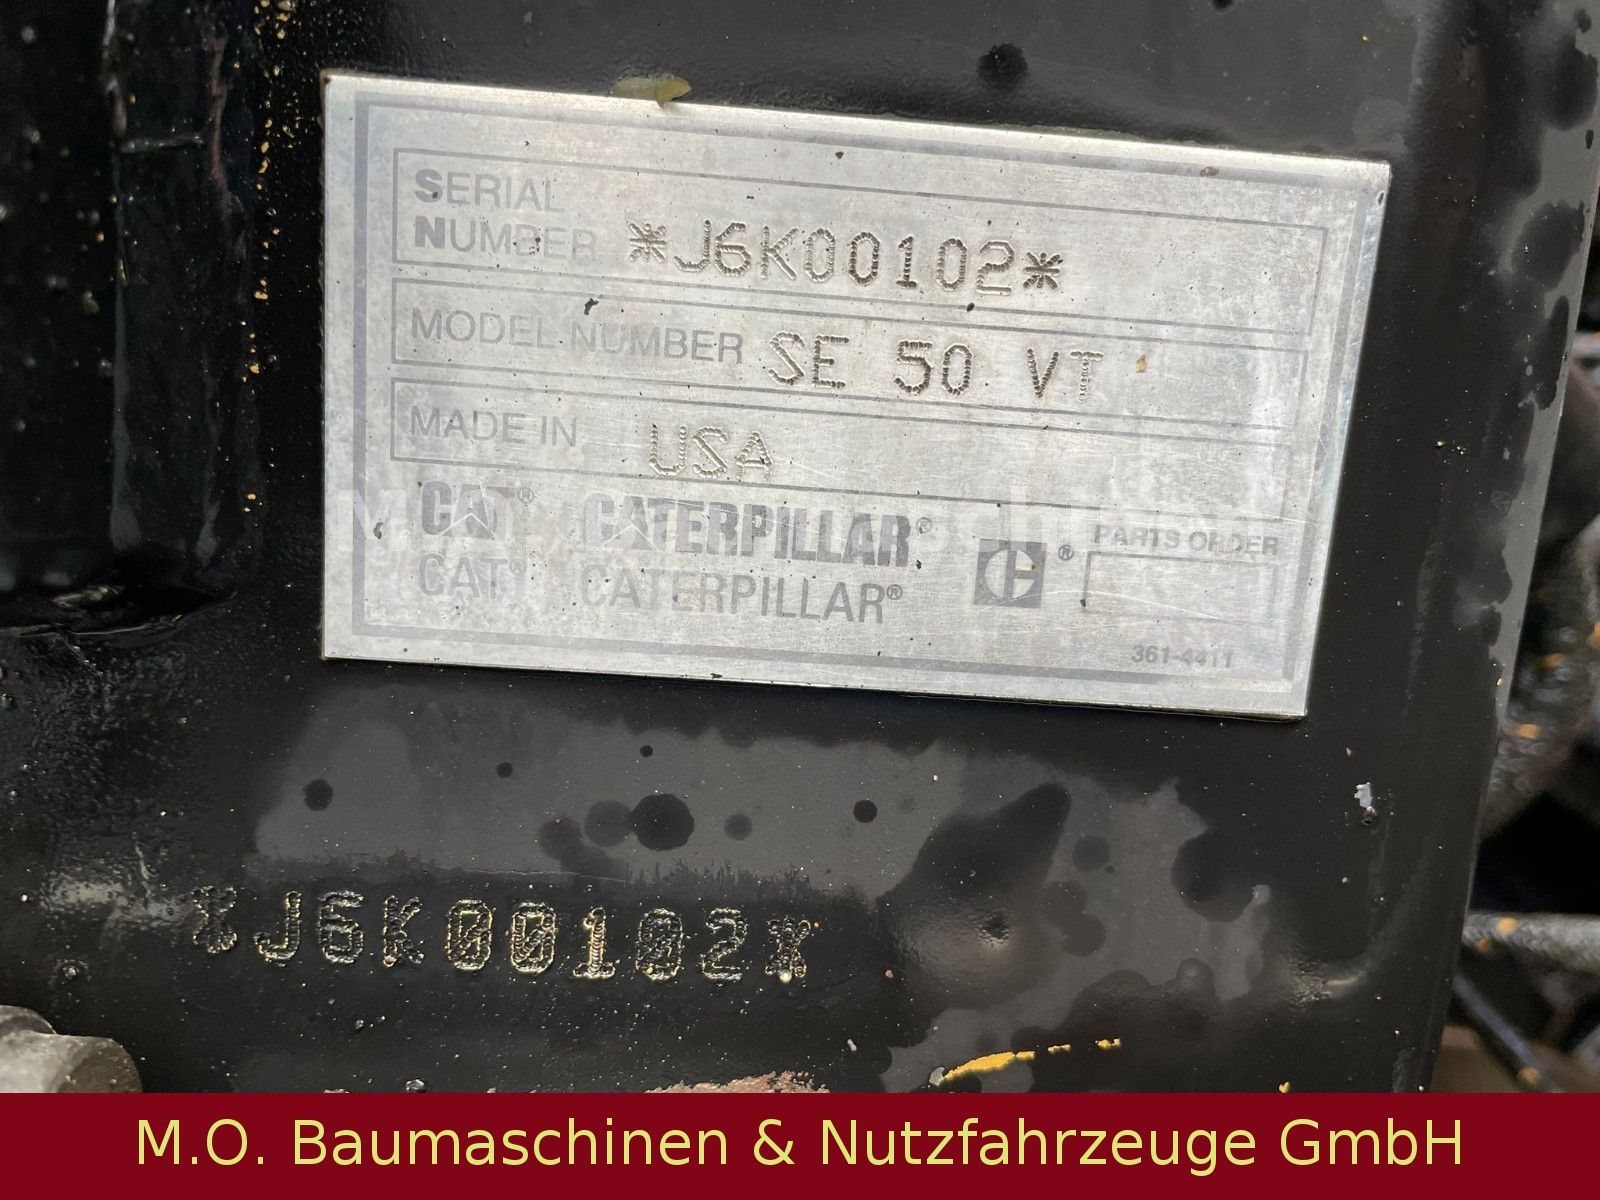 SERIAL
NUMBER *J6K00102*
MODEL NUMBER SE 50 VT
MADE IN USA
CAT® CATERPILLAR®
CAT® CATERPILLAR®
®
PARTS ORDER
361-4411
*J6K00102*
M.O. Baumaschinen & Nutzfahrzeuge GmbH